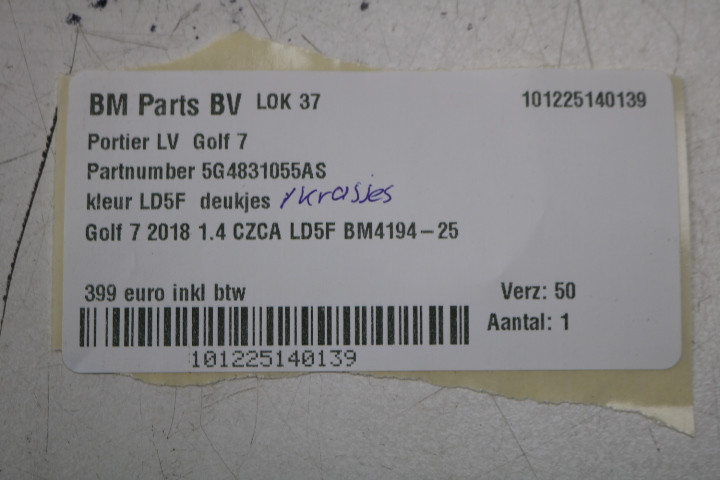 BM Parts BV LOK 37 101225140139
Portier LV Golf 7
Partnumber 5G4831055AS
kleur LD5F deukjes /krasjes
Golf 7 2018 1.4 CZCA LD5F BM4194-25
399 euro inkl btw Verz: 50
Aantal: 1
101225140139